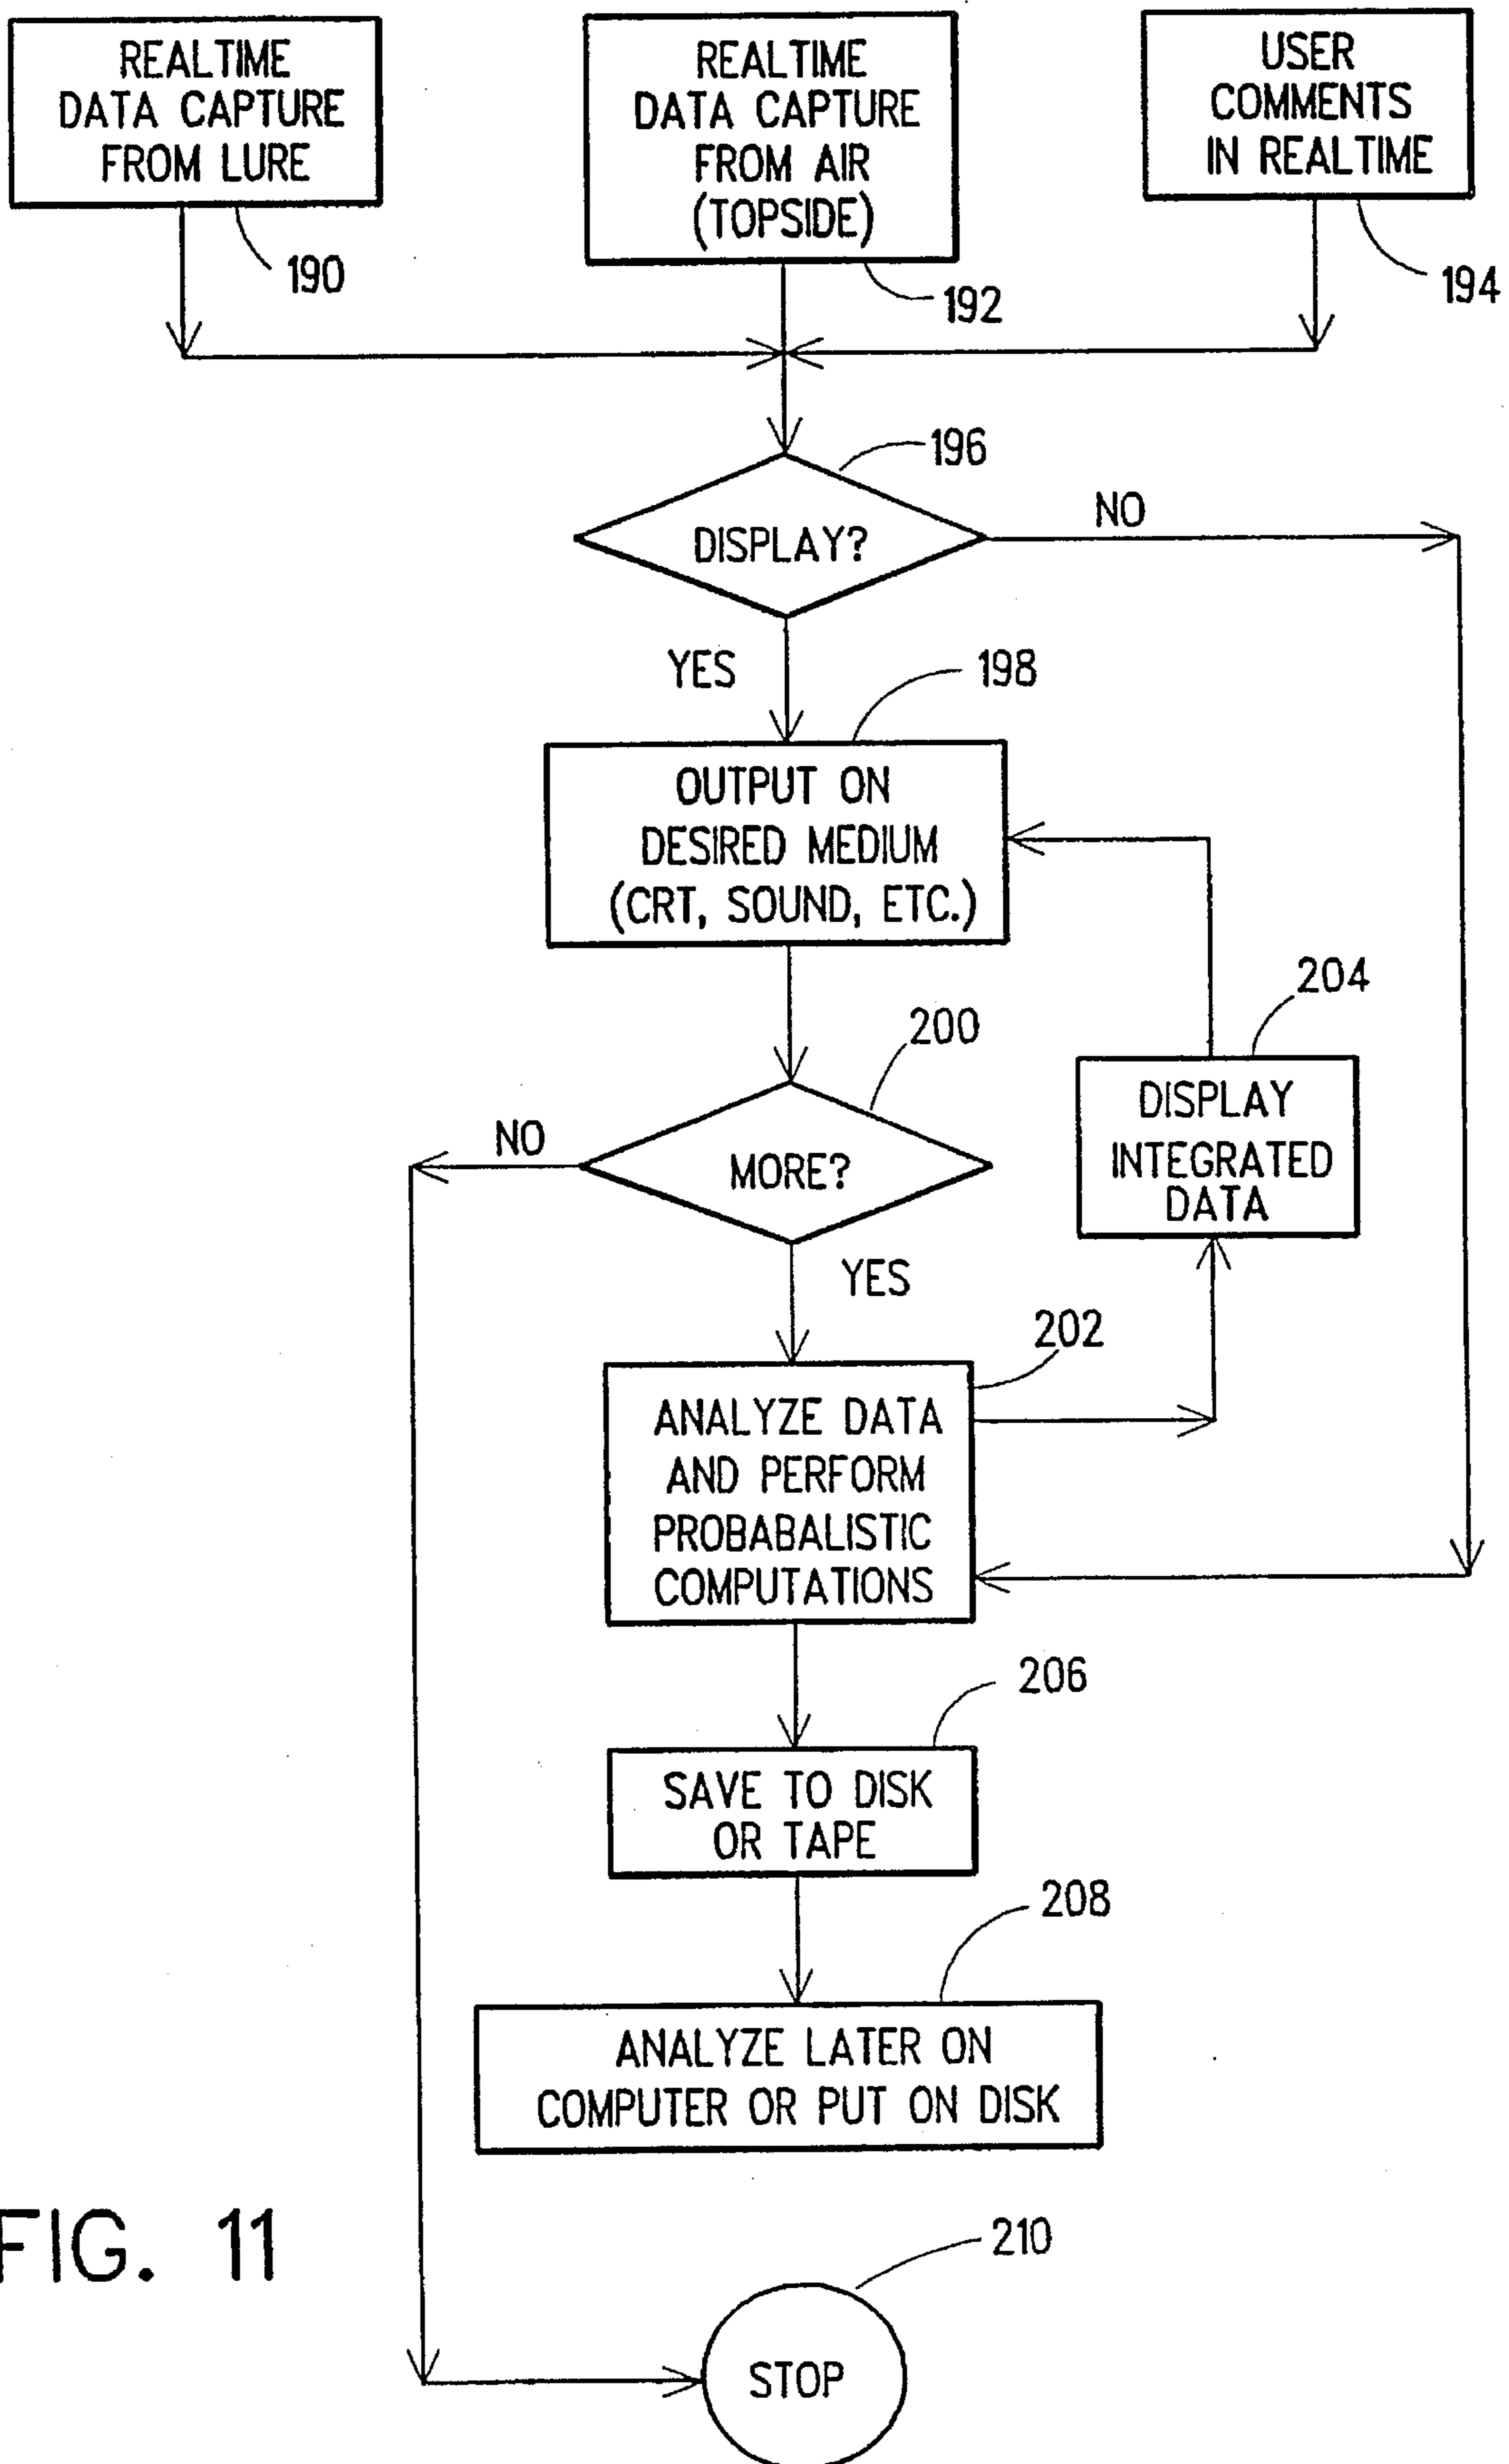 REALTIME
DATA CAPTURE
FROM LURE
190
REALTIME
DATA CAPTURE
FROM AIR
(TOPSIDE)
192
USER
COMMENTS
IN REALTIME
194
196
DISPLAY?
NO
YES
198
OUTPUT ON
DESIRED MEDIUM
(CRT, SOUND, ETC.)
204
DISPLAY
INTEGRATED
DATA
200
NO
MORE?
YES
202
ANALYZE DATA
AND PERFORM
PROBABALISTIC
COMPUTATIONS
206
SAVE TO DISK
OR TAPE
208
ANALYZE LATER ON
COMPUTER OR PUT ON DISK
FIG. 11
210
STOP